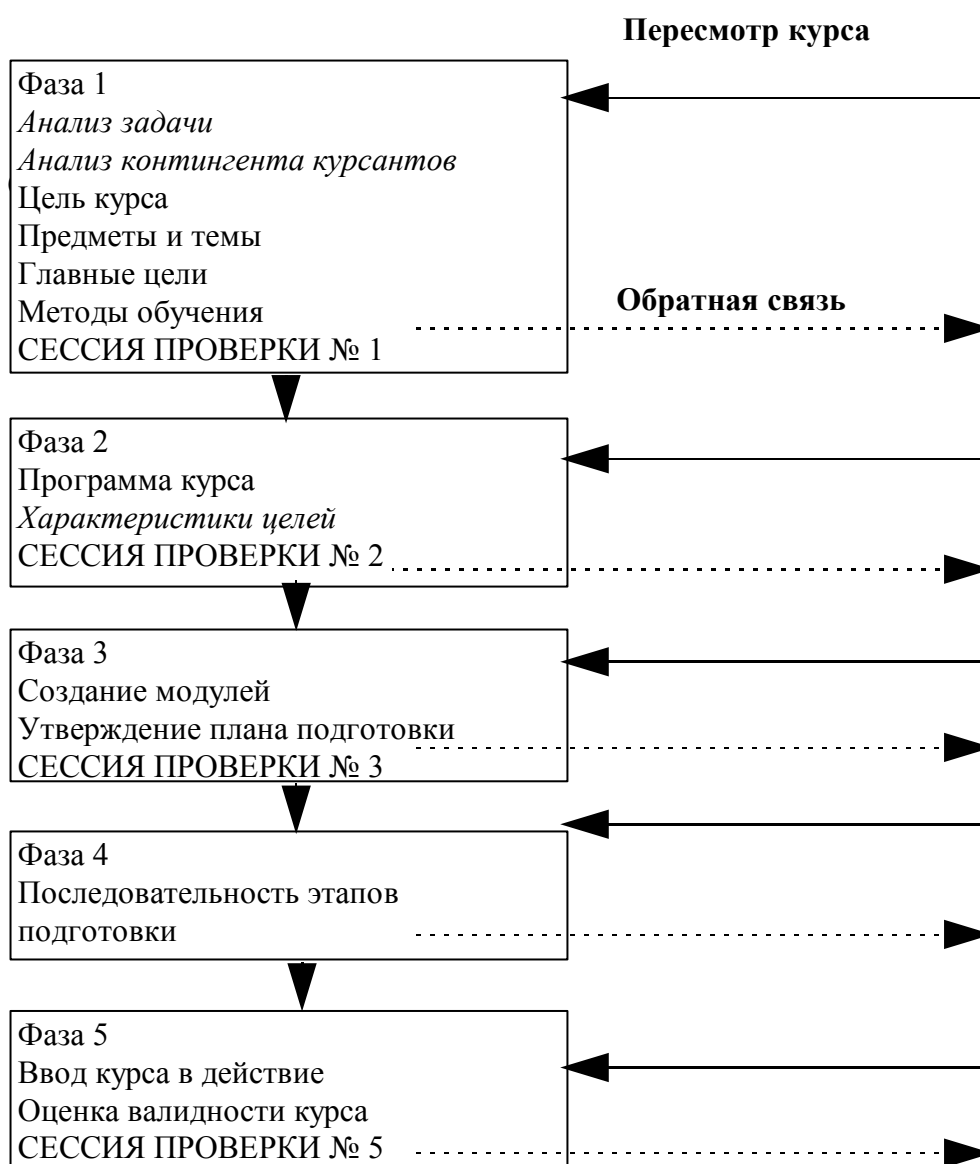 Пересмотр курса
Фаза 1
Анализ задачи
Анализ контингента курсантов
Цель курса
Предметы и темы
Главные цели
Методы обучения
Обратная связь
СЕССИЯ ПРОВЕРКИ № 1
Фаза 2
Программа курса
Характеристики целей
СЕССИЯ ПРОВЕРКИ № 2
Фаза 3
Создание модулей
Утверждение плана подготовки
СЕССИЯ ПРОВЕРКИ № 3
Фаза 4
Последовательность этапов
подготовки
Фаза 5
Ввод курса в действие
Оценка валидности курса
СЕССИЯ ПРОВЕРКИ № 5